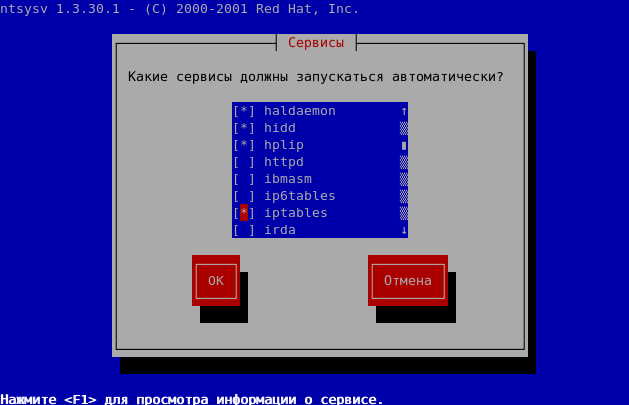 ntsysv 1.3.30.1 - (C) 2000-2001 Red Hat, Inc.
Сервисы
Какие сервисы должны запускаться автоматически?
[*] haldaemon ↑
[*] hidd
[*] hplip
[ ] httpd
[ ] ibmasm
[ ] ip6tables
[*] iptables
[ ] irda ↓
OK Отмена
Нажмите <F1> для просмотра информации о сервисе.